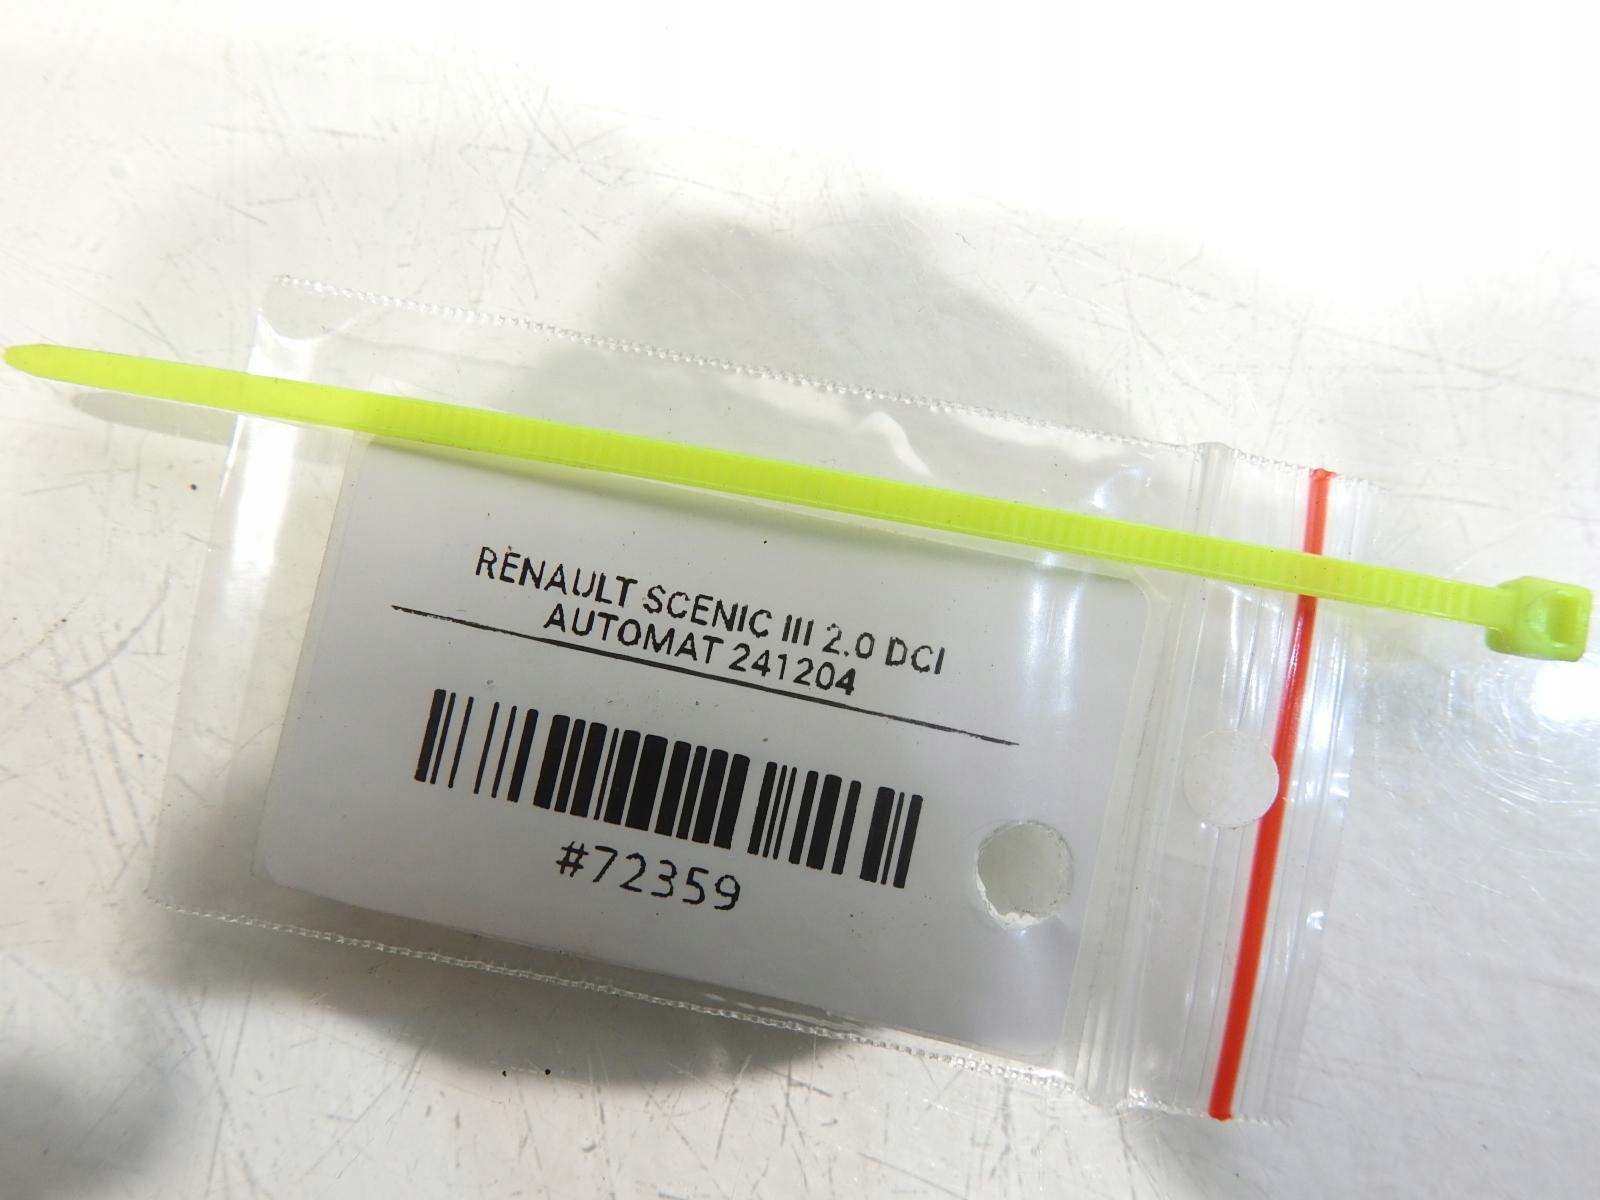 RENAULT SCENIC III 2.0 DCI
AUTOMAT 241204
#72359